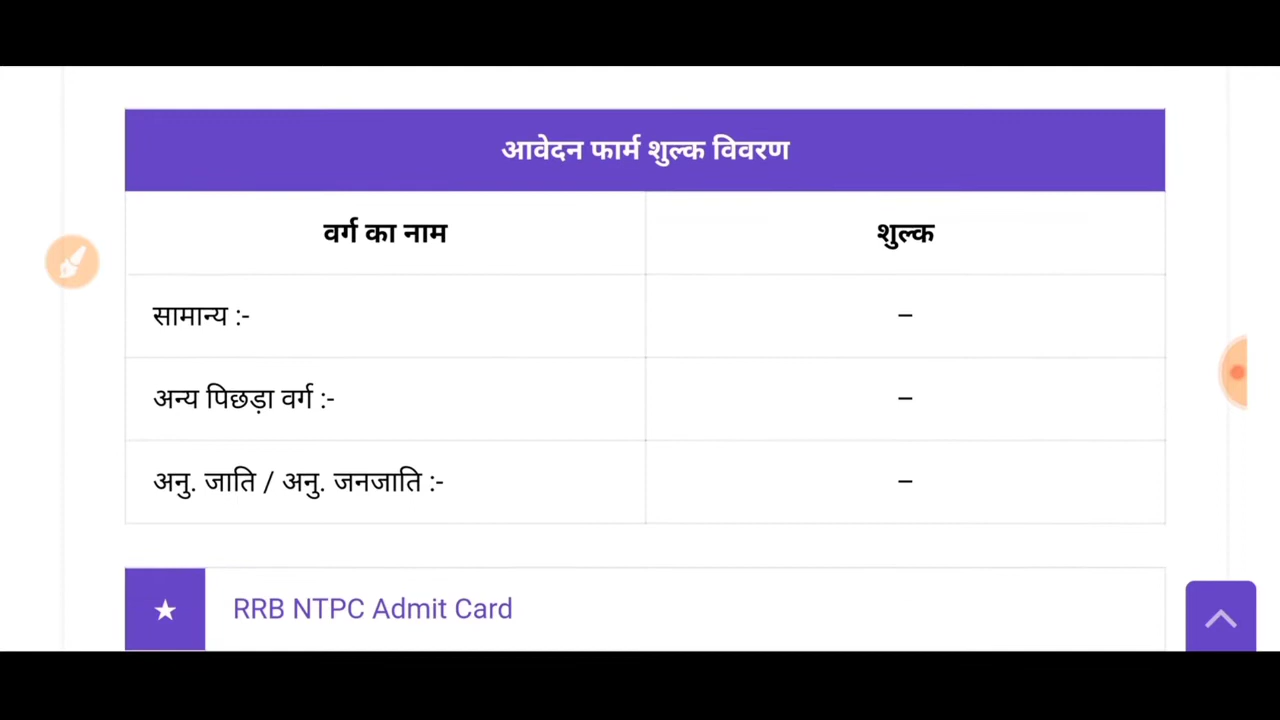 आवेदन फार्म शुल्क विवरण
वर्ग का नाम शुल्क
सामान्य :- –
अन्य पिछड़ा वर्ग :- –
अनु. जाति / अनु. जनजाति :- –
RRB NTPC Admit Card